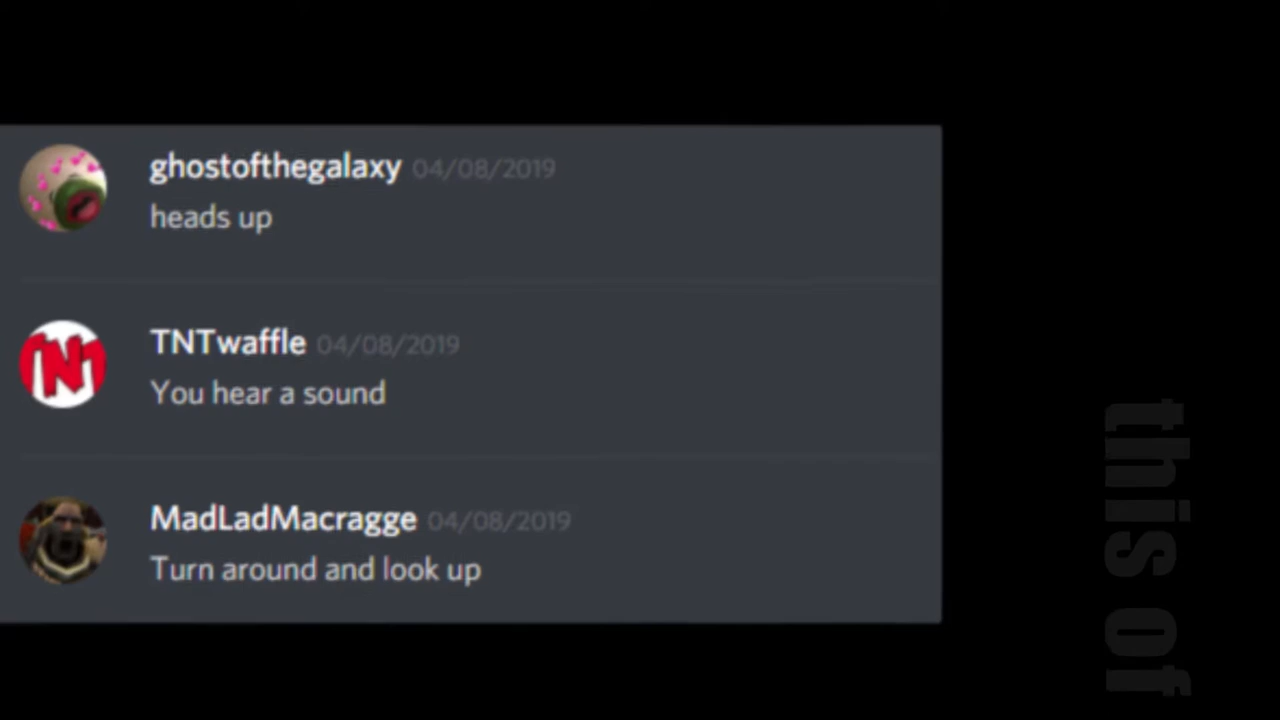 ghostofthegalaxy 04/08/2019
heads up
TNTwaffle 04/08/2019
You hear a sound
MadLadMacragge 04/08/2019
Turn around and look up
this of